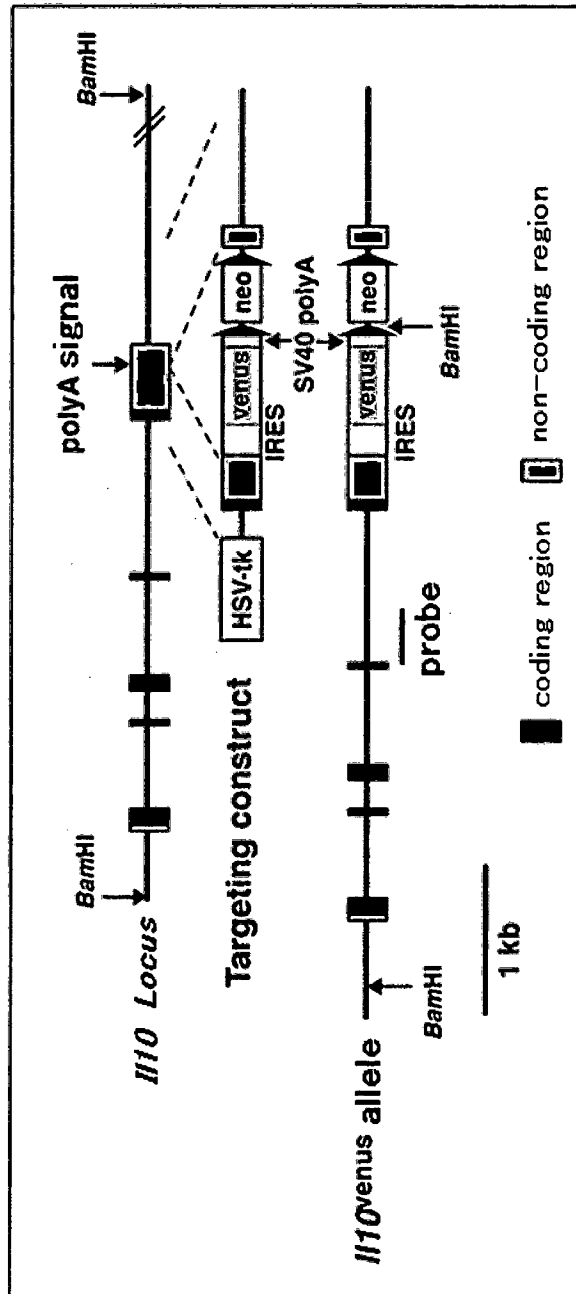 BamHI
BamHI
polyA signal
Il10 Locus
HSV-tk
venus
neo
IRES
Targeting construct
SV40 polyA
venus
neo
IRES
BamHI
probe
Il10venus allele
BamHI
1 kb
coding region
non-coding region